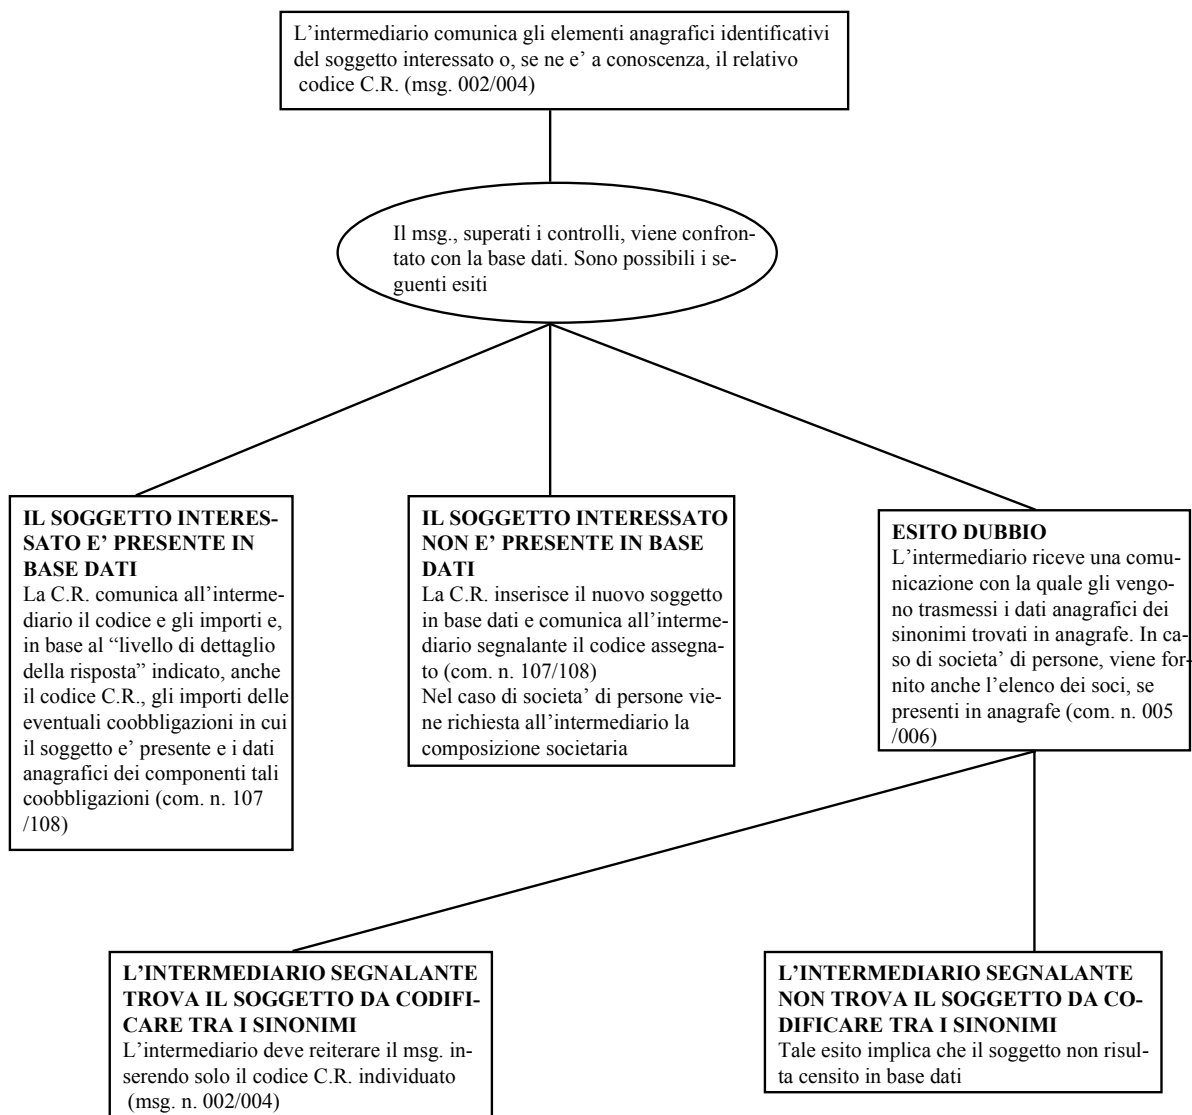 L’intermediario comunica gli elementi anagrafici identificativi
del soggetto interessato o, se ne e’ a conoscenza, il relativo
codice C.R. (msg. 002/004)
Il msg., superati i controlli, viene confron-
tato con la base dati. Sono possibili i se-
guenti esiti
IL SOGGETTO INTERES-
SATO E’ PRESENTE IN
BASE DATI
La C.R. comunica all’interme-
diario il codice e gli importi e,
in base al “livello di dettaglio
della risposta” indicato, anche
il codice C.R., gli importi delle
eventuali coobbligazioni in cui
il soggetto e’ presente e i dati
anagrafici dei componenti tali
coobbligazioni (com. n. 107
/108)
IL SOGGETTO INTERESSATO
NON E’ PRESENTE IN BASE
DATI
La C.R. inserisce il nuovo soggetto
in base dati e comunica all’interme-
diario segnalante il codice assegna-
to (com. n. 107/108)
Nel caso di societa’ di persone vie-
ne richiesta all’intermediario la
composizione societaria
ESITO DUBBIO
L’intermediario riceve una comu-
nicazione con la quale gli vengo-
no trasmessi i dati anagrafici dei
sinonimi trovati in anagrafe. In ca-
so di societa’ di persone, viene for-
nito anche l’elenco dei soci, se
presenti in anagrafe (com. n. 005
/006)
L’INTERMEDIARIO SEGNALANTE
TROVA IL SOGGETTO DA CODIFI-
CARE TRA I SINONIMI
L’intermediario deve reiterare il msg. in-
serendo solo il codice C.R. individuato
(msg. n. 002/004)
L’INTERMEDIARIO SEGNALANTE
NON TROVA IL SOGGETTO DA CO-
DIFICARE TRA I SINONIMI
Tale esito implica che il soggetto non risul-
ta censito in base dati